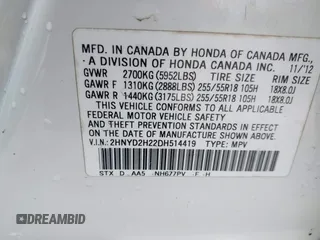 MFD. IN CANADA BY HONDA OF CANADA MFG.,
A DIVISION OF HONDA CANADA INC. 11/12
GVWR 2700KG (5952LBS) TIRE SIZE RIM SIZE
GAWR F 1310KG (2888LBS) 255/55R18 105H 18X8.0J
GAWR R 1440KG (3175LBS) 255/55R18 105H 18X8.0J
THIS VEHICLE CONFORMS TO ALL APPLICABLE
FEDERAL MOTOR VEHICLE SAFETY STANDARDS
IN EFFECT ON THE DATE OF MANUFACTURE
SHOWN ABOVE.
V.I.N.: 2HNYD2H22DH514419 TYPE: MPV
STX D AA5 NH677PV F H
DREAMBID